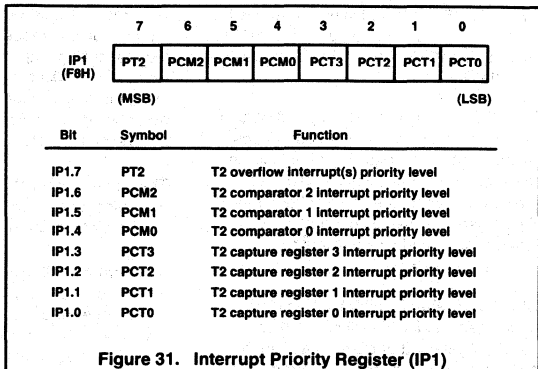 7 6 5 4 3 2 1 0
IP1 (F8H) PT2 PCM2 PCM1 PCM0 PCT3 PCT2 PCT1 PCT0
(MSB) (LSB)
Bit Symbol Function
IP1.7 PT2 T2 overflow interrupt(s) priority level
IP1.6 PCM2 T2 comparator 2 interrupt priority level
IP1.5 PCM1 T2 comparator 1 interrupt priority level
IP1.4 PCM0 T2 comparator 0 interrupt priority level
IP1.3 PCT3 T2 capture register 3 interrupt priority level
IP1.2 PCT2 T2 capture register 2 interrupt priority level
IP1.1 PCT1 T2 capture register 1 interrupt priority level
IP1.0 PCT0 T2 capture register 0 interrupt priority level
Figure 31. Interrupt Priority Register (IP1)